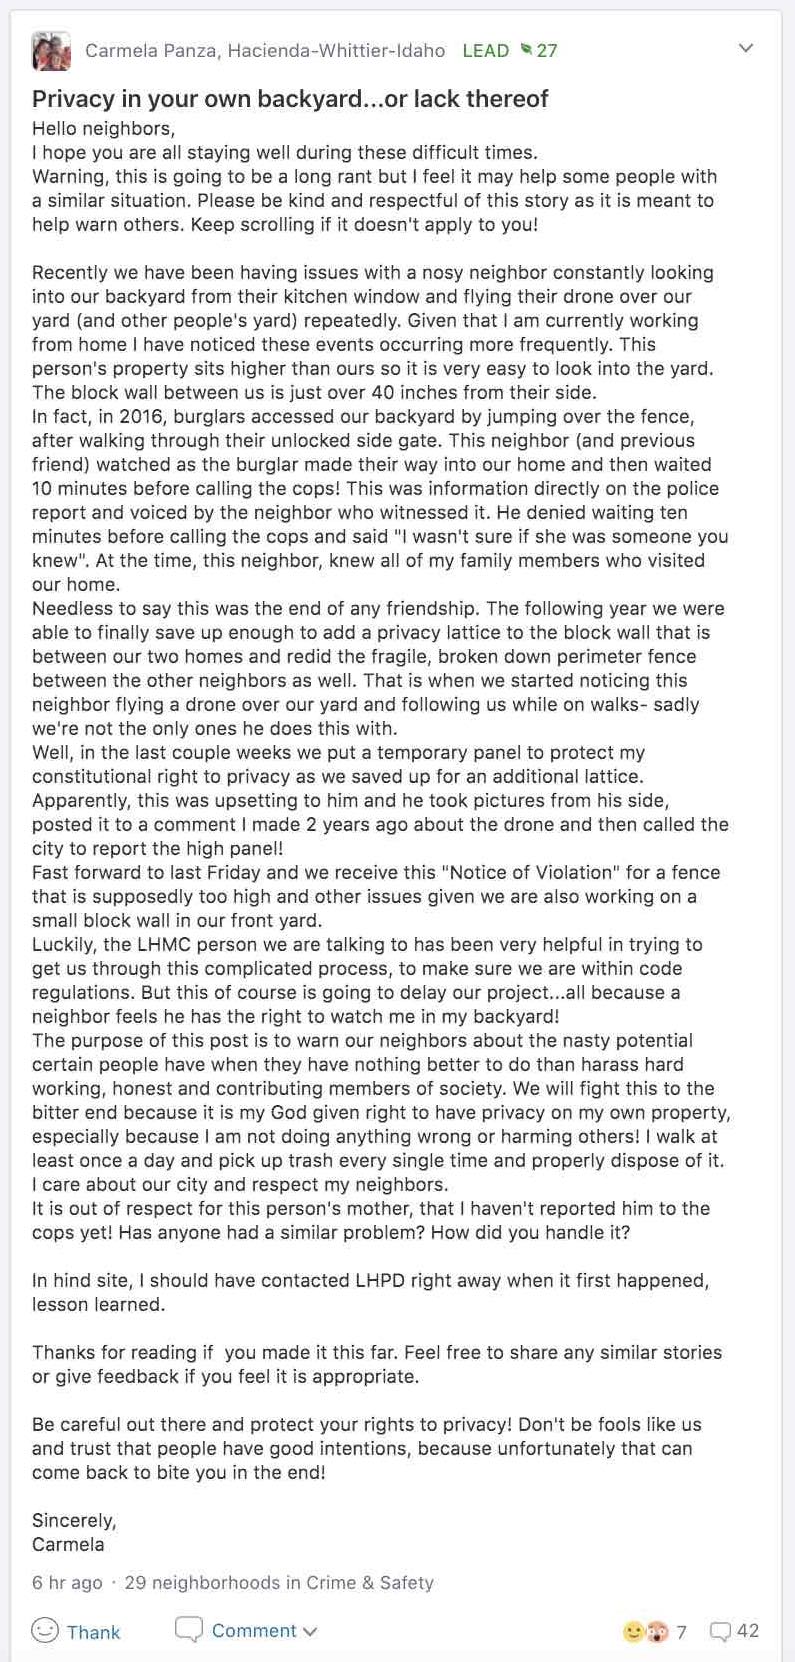 Carmela Panza, Hacienda-Whittier-Idaho LEAD 27
Privacy in your own backyard...or lack thereof
Hello neighbors,
I hope you are all staying well during these difficult times.
Warning, this is going to be a long rant but I feel it may help some people with
a similar situation. Please be kind and respectful of this story as it is meant to
help warn others. Keep scrolling if it doesn't apply to you!
Recently we have been having issues with a nosy neighbor constantly looking
into our backyard from their kitchen window and flying their drone over our
yard (and other people's yard) repeatedly. Given that I am currently working
from home I have noticed these events occurring more frequently. This
person's property sits higher than ours so it is very easy to look into the yard.
The block wall between us is just over 40 inches from their side.
In fact, in 2016, burglars accessed our backyard by jumping over the fence,
after walking through their unlocked side gate. This neighbor (and previous
friend) watched as the burglar made their way into our home and then waited
10 minutes before calling the cops! This was information directly on the police
report and voiced by the neighbor who witnessed it. He denied waiting ten
minutes before calling the cops and said "I wasn't sure if she was someone you
knew". At the time, this neighbor, knew all of my family members who visited
our home.
Needless to say this was the end of any friendship. The following year we were
able to finally save up enough to add a privacy lattice to the block wall that is
between our two homes and redid the fragile, broken down perimeter fence
between the other neighbors as well. That is when we started noticing this
neighbor flying a drone over our yard and following us while on walks- sadly
we're not the only ones he does this with.
Well, in the last couple weeks we put a temporary panel to protect my
constitutional right to privacy as we saved up for an additional lattice.
Apparently, this was upsetting to him and he took pictures from his side,
posted it to a comment I made 2 years ago about the drone and then called the
city to report the high panel!
Fast forward to last Friday and we receive this "Notice of Violation" for a fence
that is supposedly too high and other issues given we are also working on a
small block wall in our front yard.
Luckily, the LHMC person we are talking to has been very helpful in trying to
get us through this complicated process, to make sure we are within code
regulations. But this of course is going to delay our project...all because a
neighbor feels he has the right to watch me in my backyard!
The purpose of this post is to warn our neighbors about the nasty potential
certain people have when they have nothing better to do than harass hard
working, honest and contributing members of society. We will fight this to the
bitter end because it is my God given right to have privacy on my own property,
especially because I am not doing anything wrong or harming others! I walk at
least once a day and pick up trash every single time and properly dispose of it.
I care about our city and respect my neighbors.
It is out of respect for this person's mother, that I haven't reported him to the
cops yet! Has anyone had a similar problem? How did you handle it?
In hind site, I should have contacted LHPD right away when it first happened,
lesson learned.
Thanks for reading if  you made it this far. Feel free to share any similar stories
or give feedback if you feel it is appropriate.
Be careful out there and protect your rights to privacy! Don't be fools like us
and trust that people have good intentions, because unfortunately that can
come back to bite you in the end!
Sincerely,
Carmela
6 hr ago · 29 neighborhoods in Crime & Safety
Thank Comment 7 42